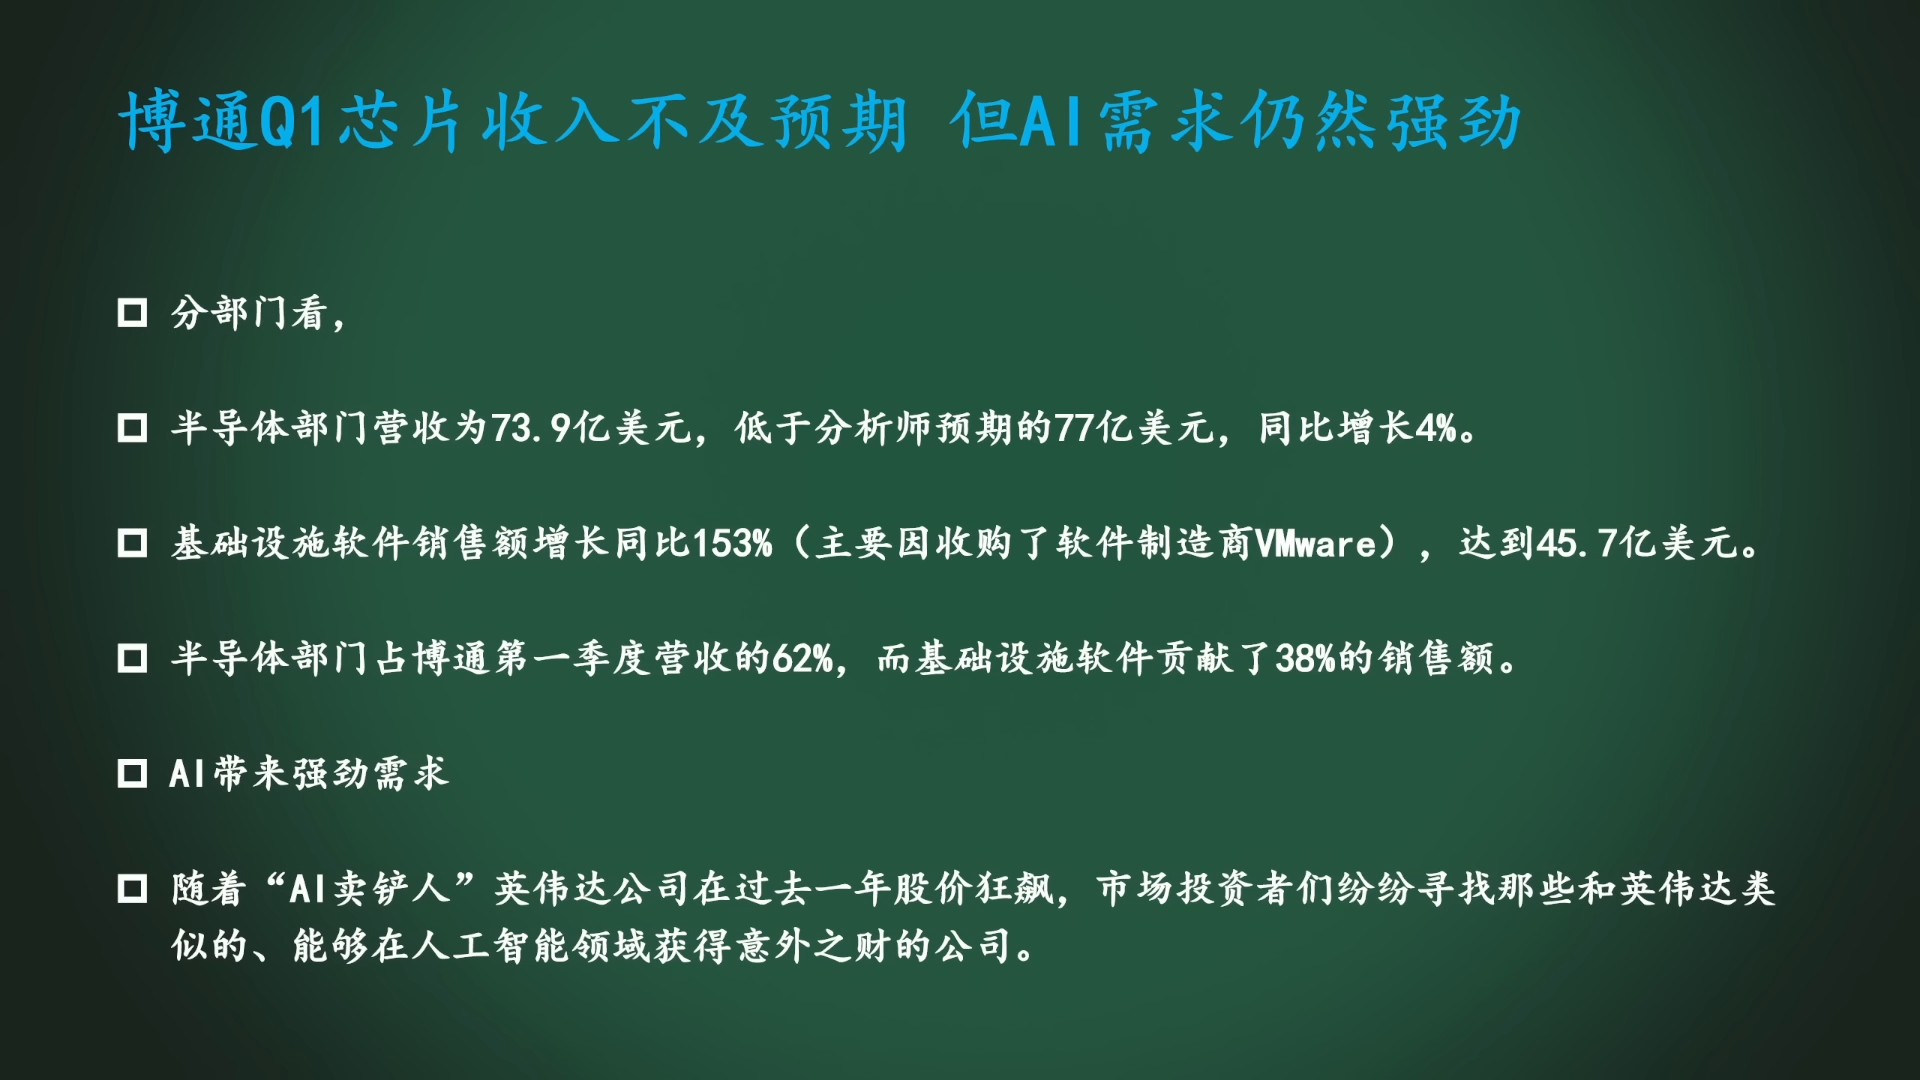 博通Q1芯片收入不及预期 但AI需求仍然强劲
分部门看，
半导体部门营收为73.9亿美元，低于分析师预期的77亿美元，同比增长4%。
基础设施软件销售额增长同比153%（主要因收购了软件制造商VMware），达到45.7亿美元。
半导体部门占博通第一季度营收的62%，而基础设施软件贡献了38%的销售额。
AI带来强劲需求
随着“AI卖铲人”英伟达公司在过去一年股价狂飙，市场投资者们纷纷寻找那些和英伟达类
似的、能够在人工智能领域获得意外之财的公司。